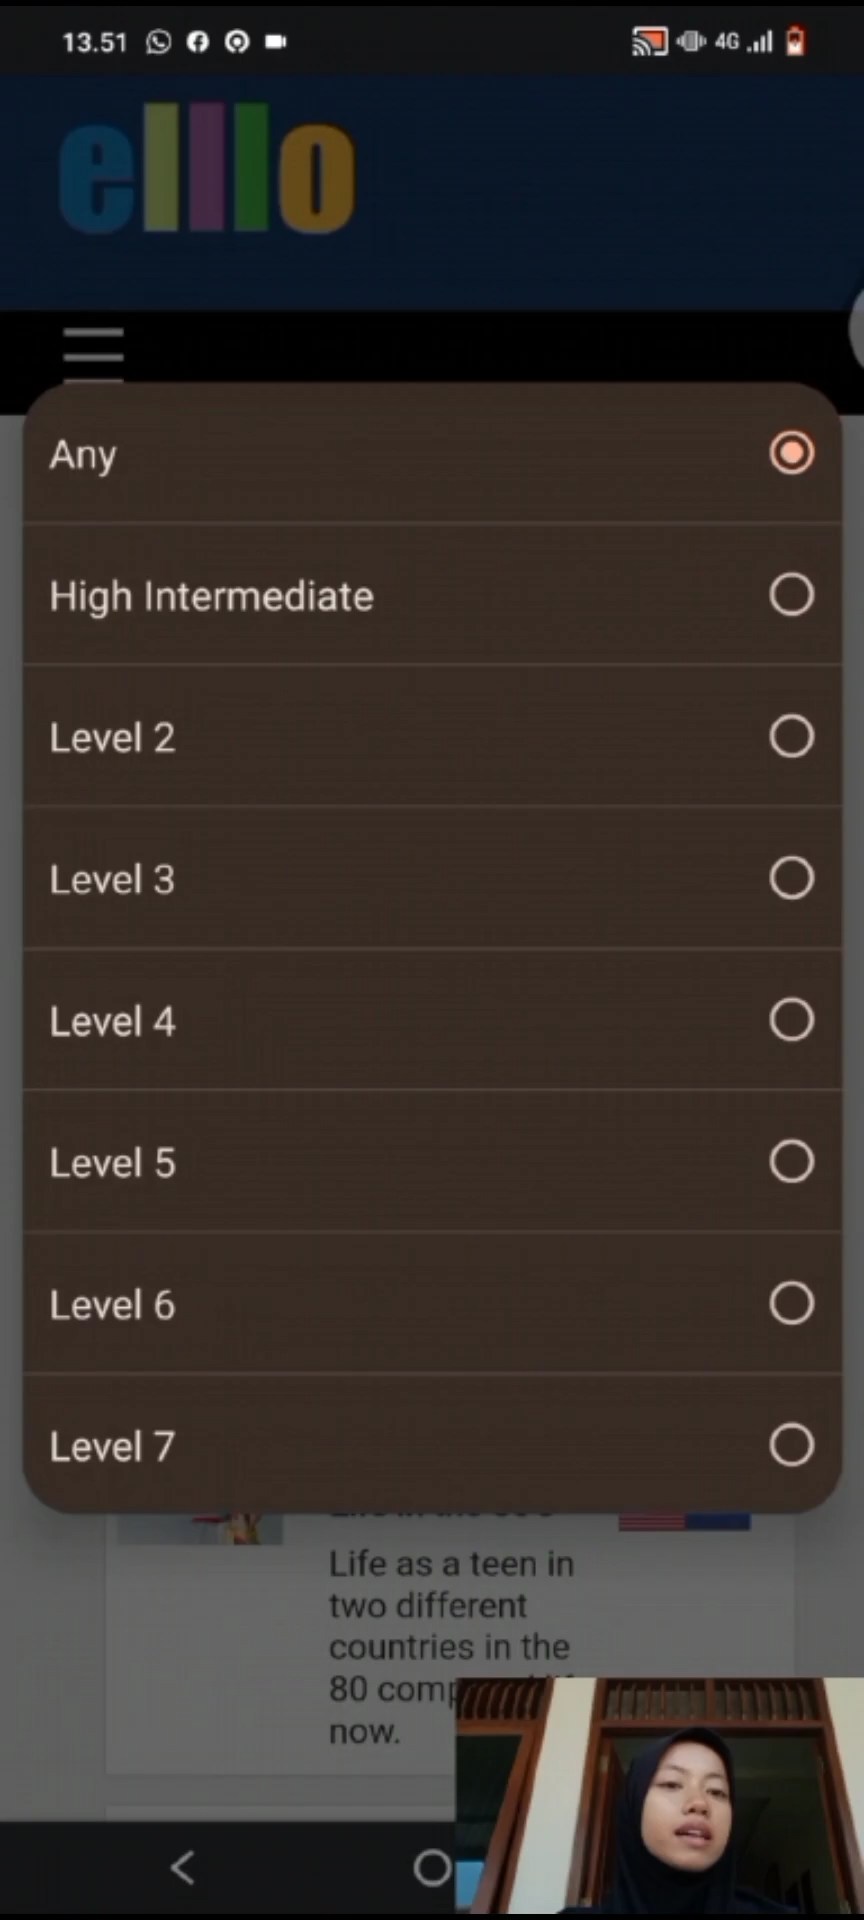 13.51
4G
elllo
Any
High Intermediate
Level 2
Level 3
Level 4
Level 5
Level 6
Level 7
Life as a teen in
two different
countries in the
80
now.